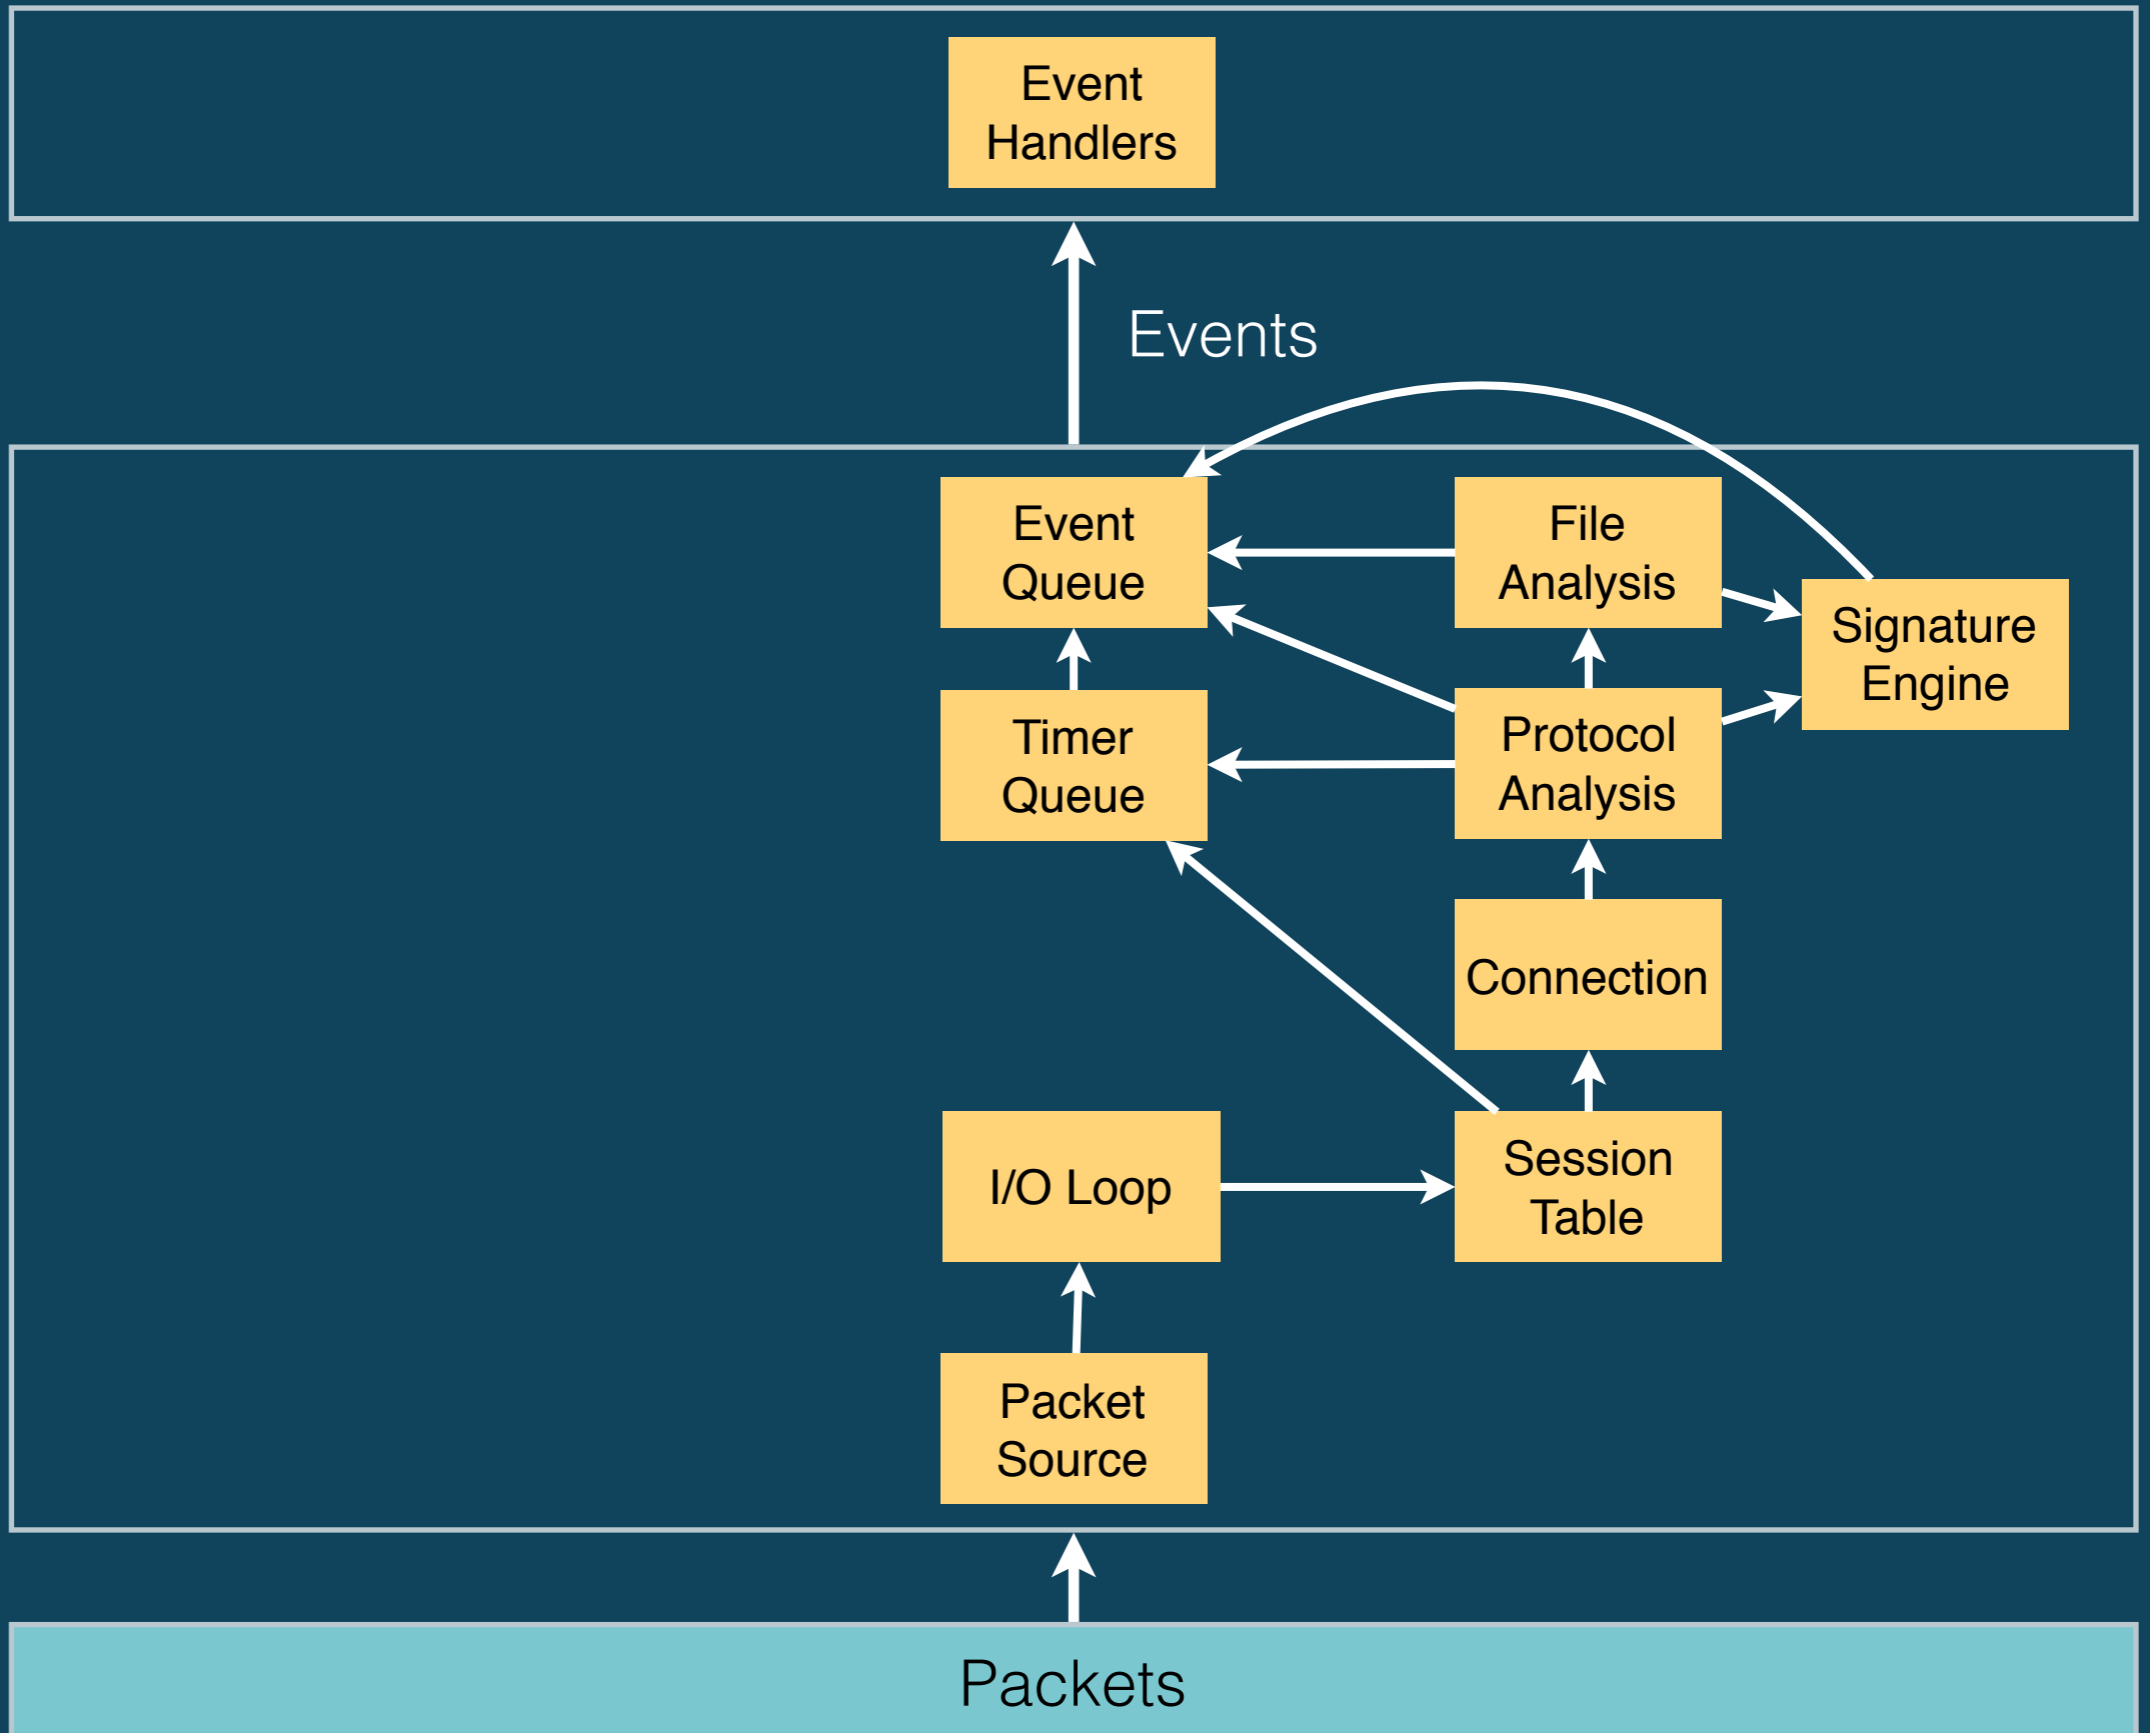 Event
Handlers
Events
Event
Queue
File
Analysis
Signature
Engine
Timer
Queue
Protocol
Analysis
Connection
I/O Loop
Session
Table
Packet
Source
Packets